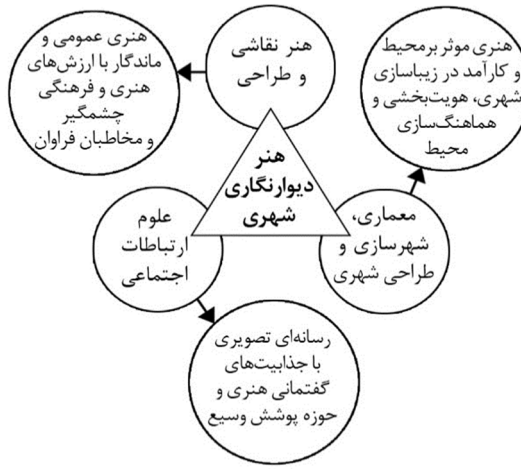 هنر نقاشی
و طراحی
هنری عمومی و
ماندگار با ارزش‌های
هنری و فرهنگی
چشمگیر
و مخاطبان فراوان
هنری موثر برمحیط
و کارآمد در زیباسازی
شهری، هویت‌بخشی و
هماهنگ‌سازی
محیط
هنر
دیوارنگاری
شهری
معماری،
شهرسازی و
طراحی شهری
علوم
ارتباطات
اجتماعی
رسانه‌ای تصویری
با جذابیت‌های
گفتمانی هنری و
حوزه پوشش وسیع